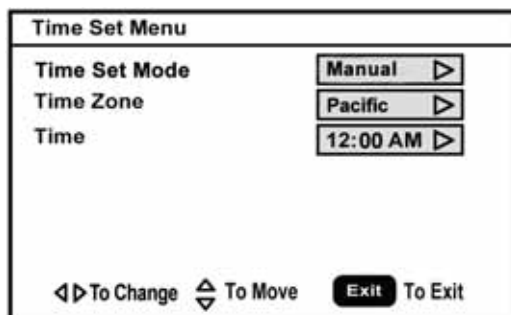 Time Set Menu
Time Set Mode Manual
Time Zone Pacific
Time 12:00 AM
To Change To Move Exit To Exit